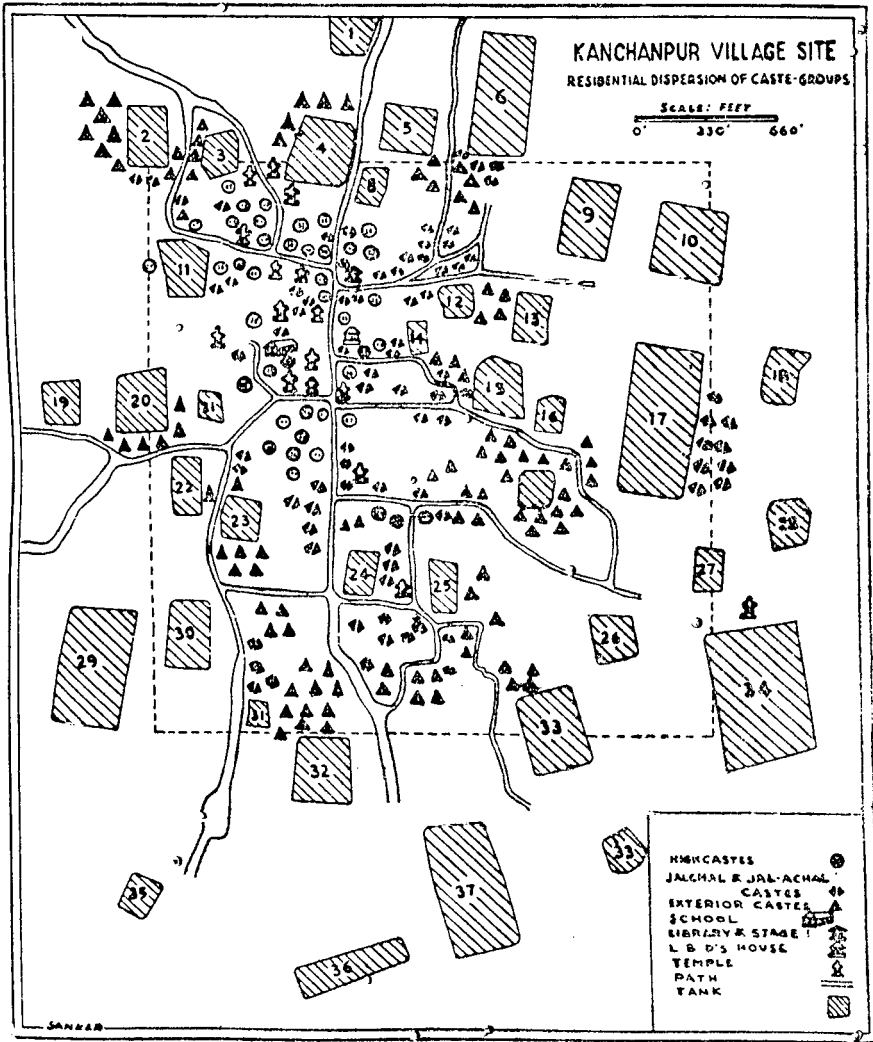 KANCHANPUR VILLAGE SITE
RESIDENTIAL DISPERSION OF CASTE-GROUPS
SCALE: FEET
0' 330' 660'
1
2
3
4
5
6
8
9
10
11
12
13
14
15
16
17
18
19
20
21
22
23
24
25
26
27
28
29
30
31
32
33
34
33
35
36
37
HIGH CASTES
JALCHAL & JAL-ACHAL
CASTES
EXTERIOR CASTES
SCHOOL
LIBRARY & STAGE
L B D'S HOUSE
TEMPLE
PATH
TANK
SANKAR